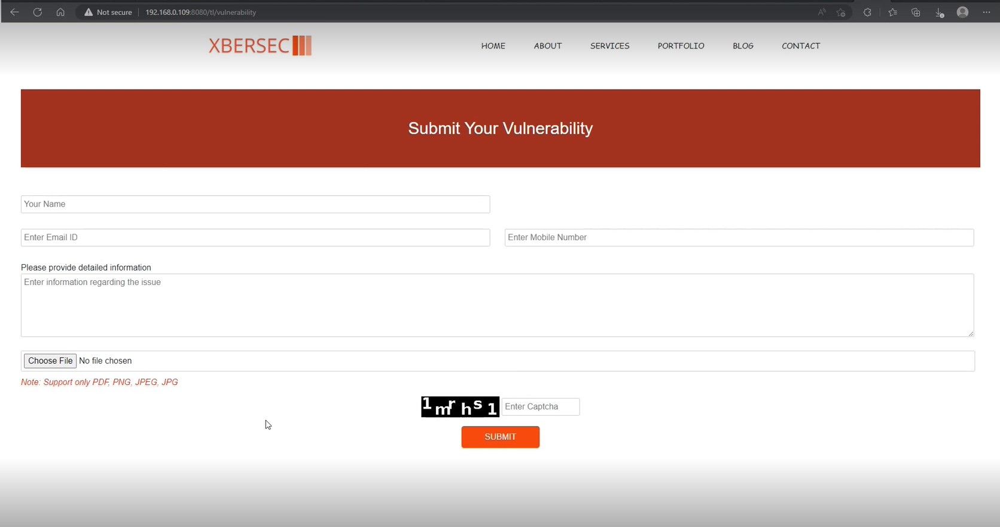 Not secure 192.168.0.109:8080/tl/vulnerability
XBERSEC HOME ABOUT SERVICES PORTFOLIO BLOG CONTACT
Submit Your Vulnerability
Your Name
Enter Email ID Enter Mobile Number
Please provide detailed information
Enter information regarding the issue
Choose File No file chosen
Note: Support only PDF, PNG, JPEG, JPG
1mrhs1 Enter Captcha
SUBMIT